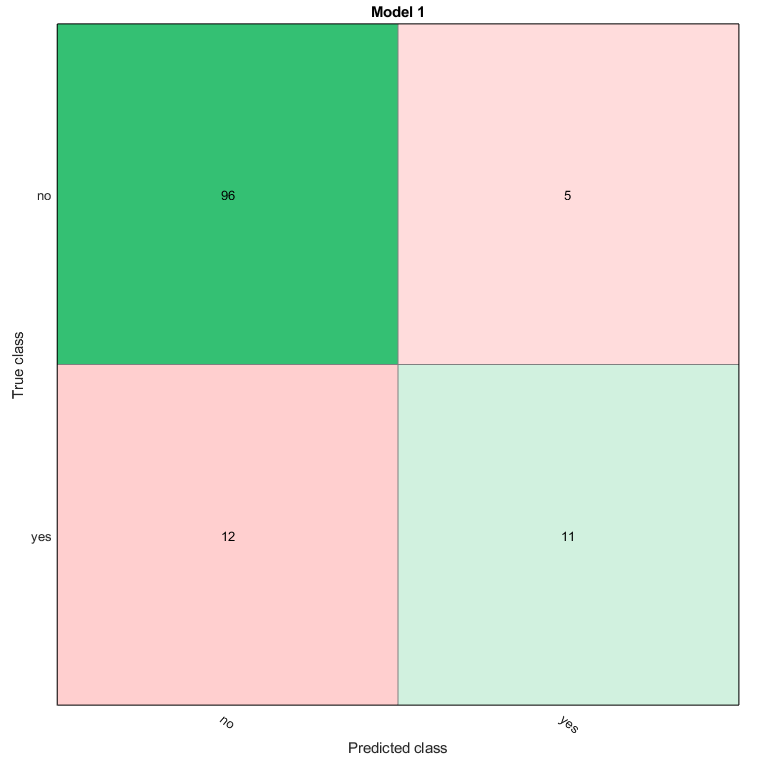 Model 1
no
96
5
True class
yes
12
11
no
yes
Predicted class